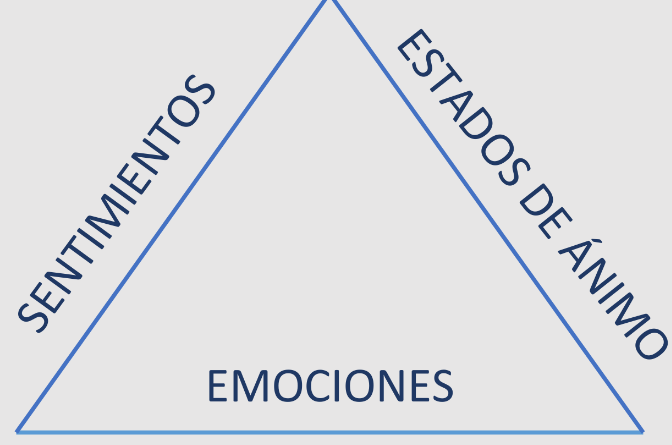 SENTIMIENTOS
ESTADOS DE ÁNIMO
EMOCIONES